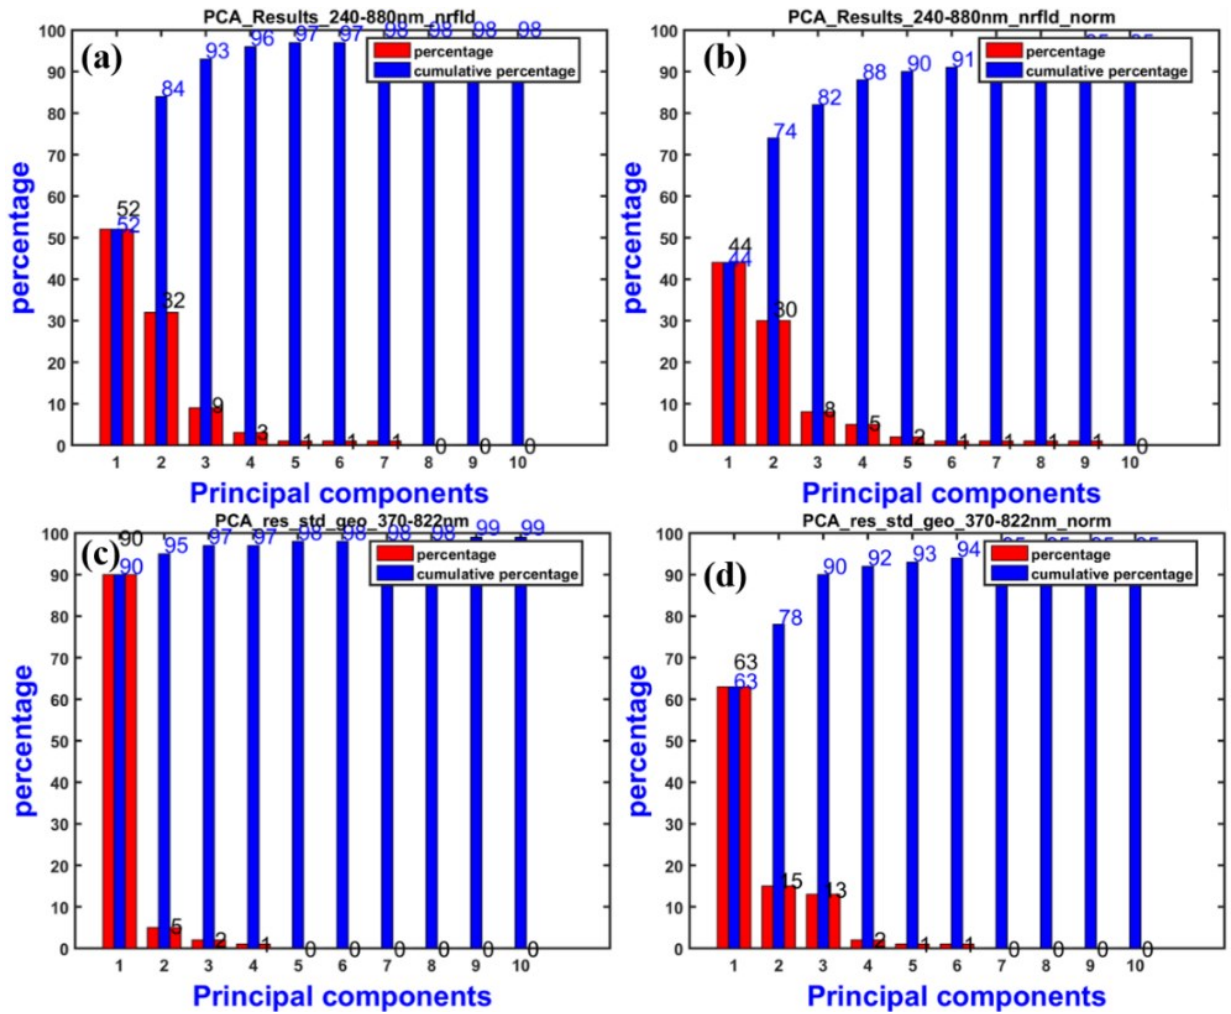 PCA_Results_240-880nm_nrfld
(a)
percentage
cumulative percentage
100
90
80
70
60
50
40
30
20
10
0
percentage
52 84 93 96 97 97 98 98 98 98
52 32 9 3 1 1 1 0 0 0
1 2 3 4 5 6 7 8 9 10
Principal components
PCA_Results_240-880nm_nrfld_norm
(b)
percentage
cumulative percentage
100
90
80
70
60
50
40
30
20
10
0
percentage
44 74 82 88 90 91
44 30 8 5 2 1 1 1 1 0
1 2 3 4 5 6 7 8 9 10
Principal components
PCA_res_std_geo_370-822nm
(c)
percentage
cumulative percentage
100
90
80
70
60
50
40
30
20
10
0
percentage
90 95 97 97 98 98 98 98 99 99
90 5 2 1 0 0 0 0 0 0
1 2 3 4 5 6 7 8 9 10
Principal components
PCA_res_std_geo_370-822nm_norm
(d)
percentage
cumulative percentage
100
90
80
70
60
50
40
30
20
10
0
percentage
63 78 90 92 93 94
63 15 13 2 1 1 0 0 0 0
1 2 3 4 5 6 7 8 9 10
Principal components